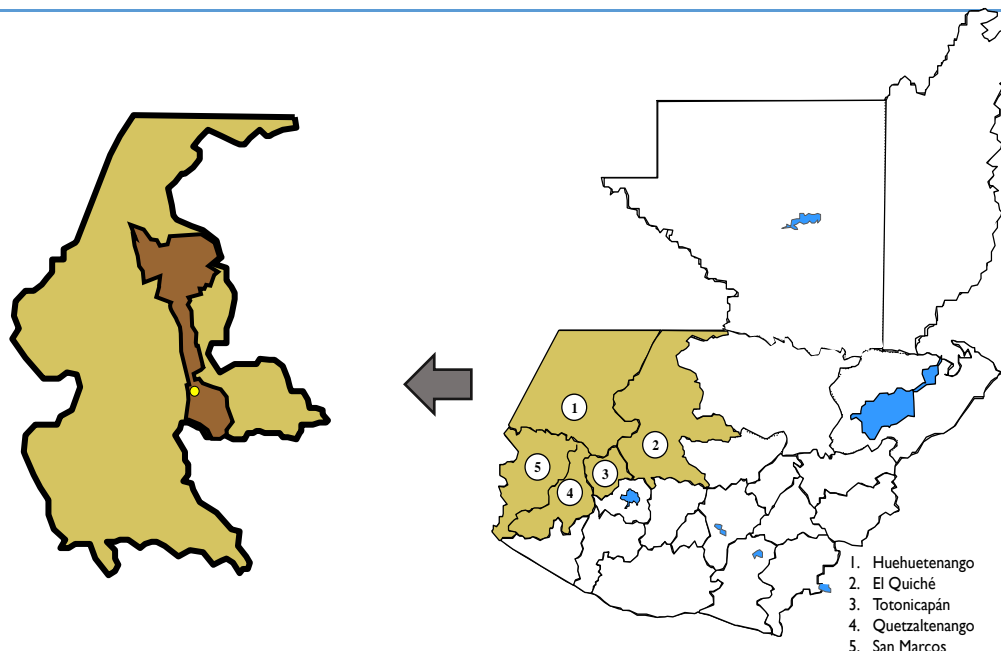 1
2
5
3
4
1. Huehuetenango
2. El Quiché
3. Totonicapán
4. Quetzaltenango
5. San Marcos